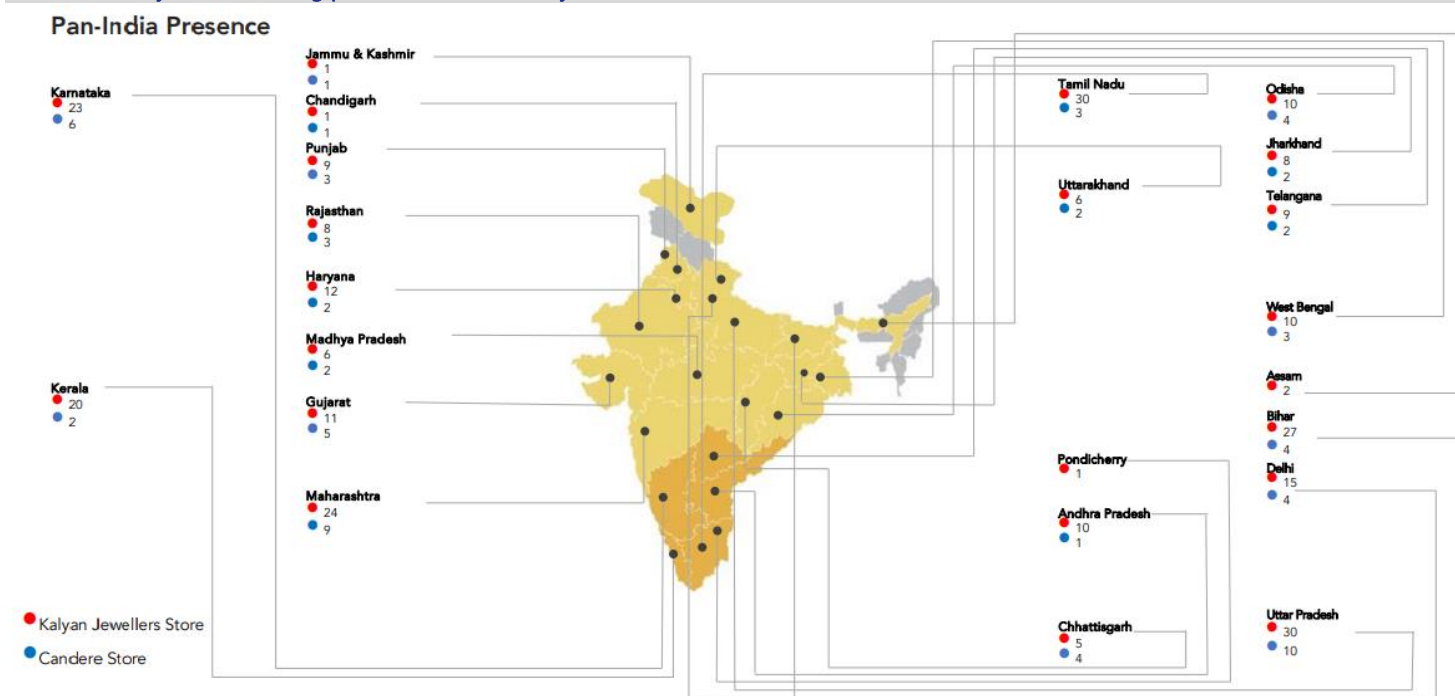 Pan-India Presence
Karnataka
23
6
Kerala
20
2
Jammu & Kashmir
1
1
Chandigarh
1
1
Punjab
9
3
Rajasthan
8
3
Haryana
12
2
Madhya Pradesh
6
2
Gujarat
11
5
Maharashtra
24
9
Tamil Nadu
30
3
Uttarakhand
6
2
Pondicherry
1
Andhra Pradesh
10
1
Chhattisgarh
5
4
Odisha
10
4
Jharkhand
8
2
Telangana
9
2
West Bengal
10
3
Assam
2
Bihar
27
4
Delhi
15
4
Uttar Pradesh
30
10
Kalyan Jewellers Store
Candere Store